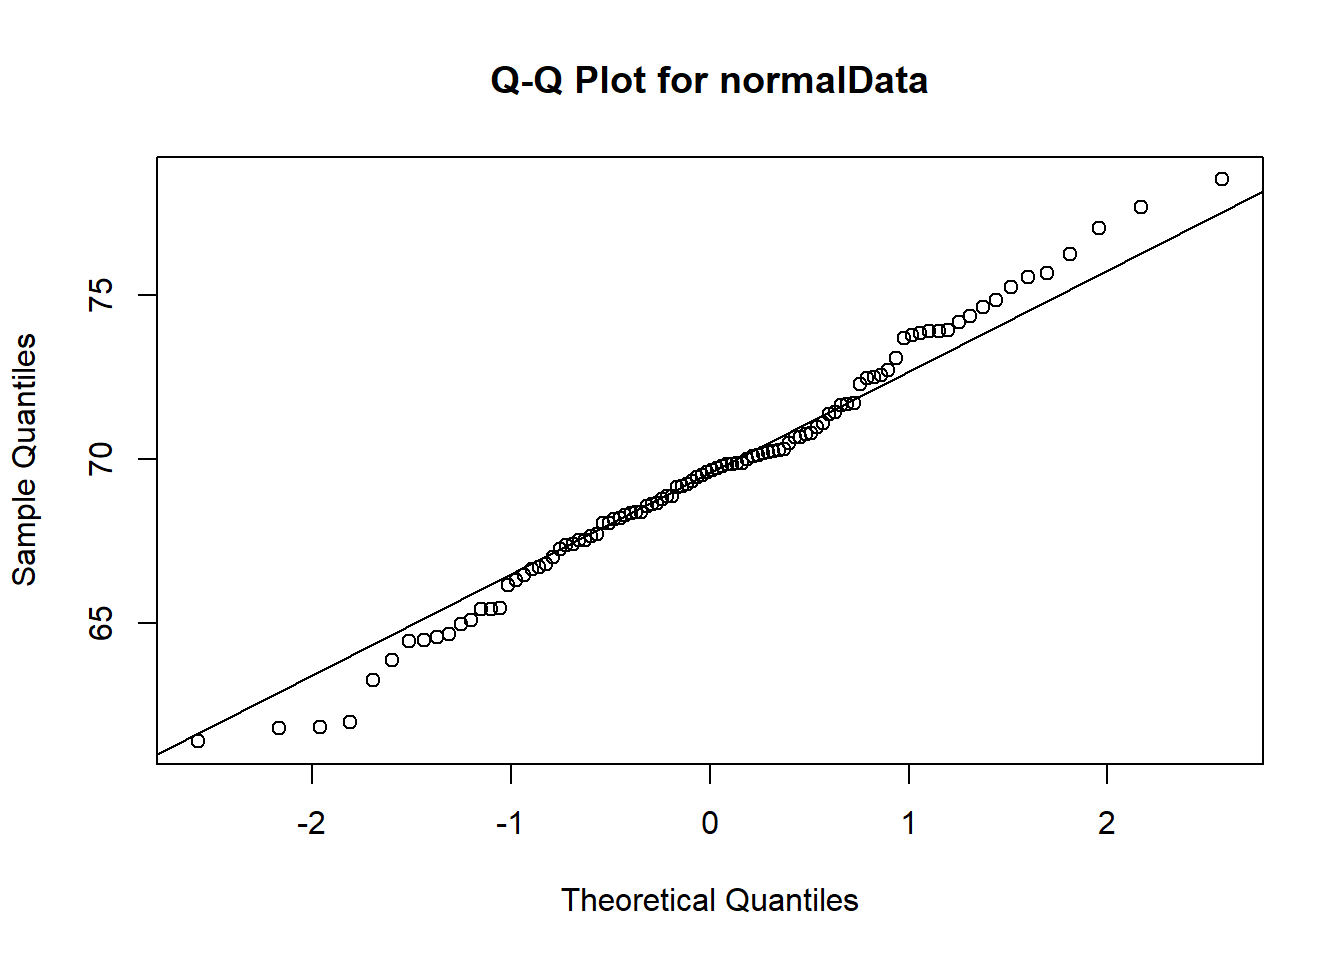 Q-Q Plot for normalData
Sample Quantiles
75
70
65
-2 -1 0 1 2
Theoretical Quantiles